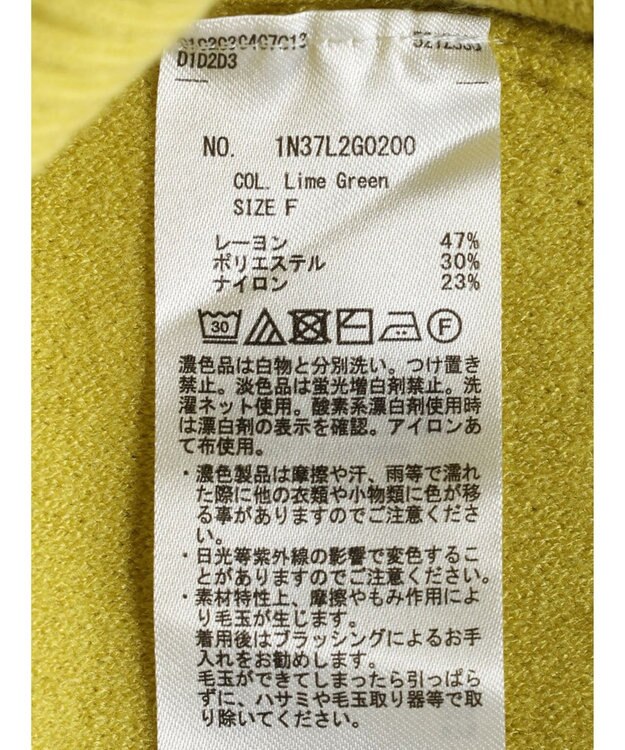 D1D2D3
NO. 1N37L2G0200
COL. Lime Green
SIZE F
レーヨン 47%
ポリエステル 30%
ナイロン 23%
30
F
濃色品は白物と分別洗い。つけ置き
禁止。淡色品は蛍光増白剤禁止。洗
濯ネット使用。酸素系漂白剤使用時
は漂白剤の表示を確認。アイロンあ
て布使用。
・濃色製品は摩擦や汗、雨等で濡れ
た際に他の衣類や小物類に色が移
る事がありますのでご注意くださ
い。
・日光等紫外線の影響で変色するこ
とがありますのでご注意ください。
・素材特性上、摩擦やもみ作用によ
り毛玉が生じます。
着用後はブラッシングによるお手
入れをお勧めします。
毛玉ができてしまったら引っぱら
ずに、ハサミや毛玉取り器等で取
り除いてください。